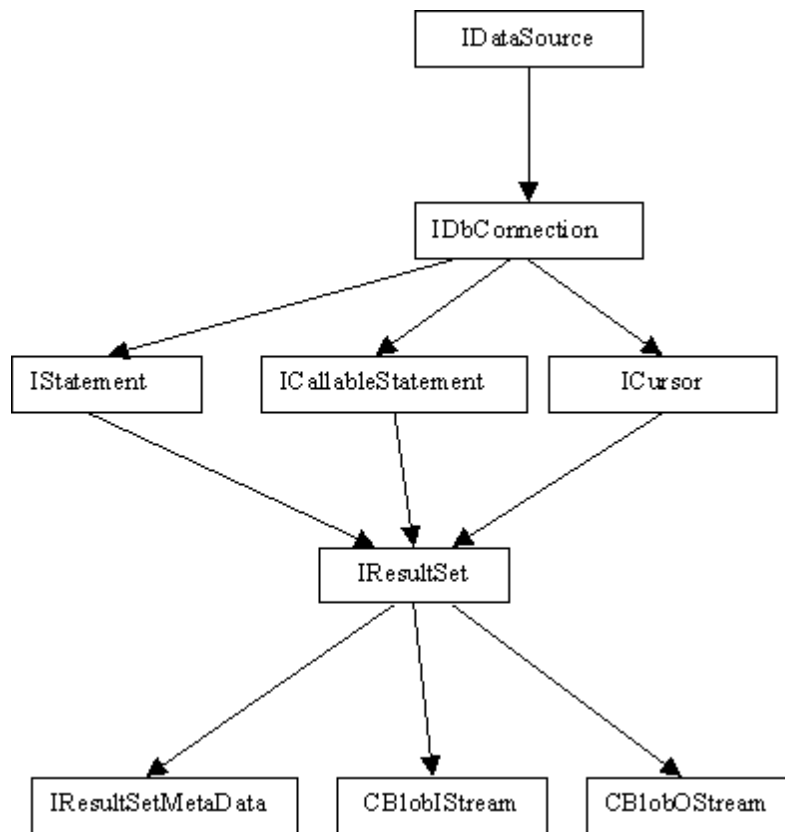 IDataSource
IDbConnection
IStatement
ICallableStatement
ICursor
IResultSet
IResultSetMetaData
CBlobIStream
CBlobOStream